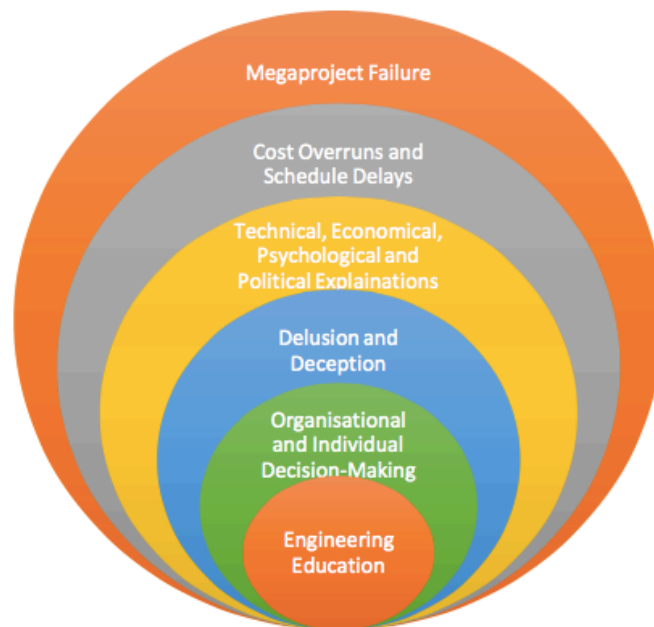 Megaproject Failure
Cost Overruns and
Schedule Delays
Technical, Economical,
Psychological and
Political Explainations
Delusion and
Deception
Organisational
and Individual
Decision-Making
Engineering
Education